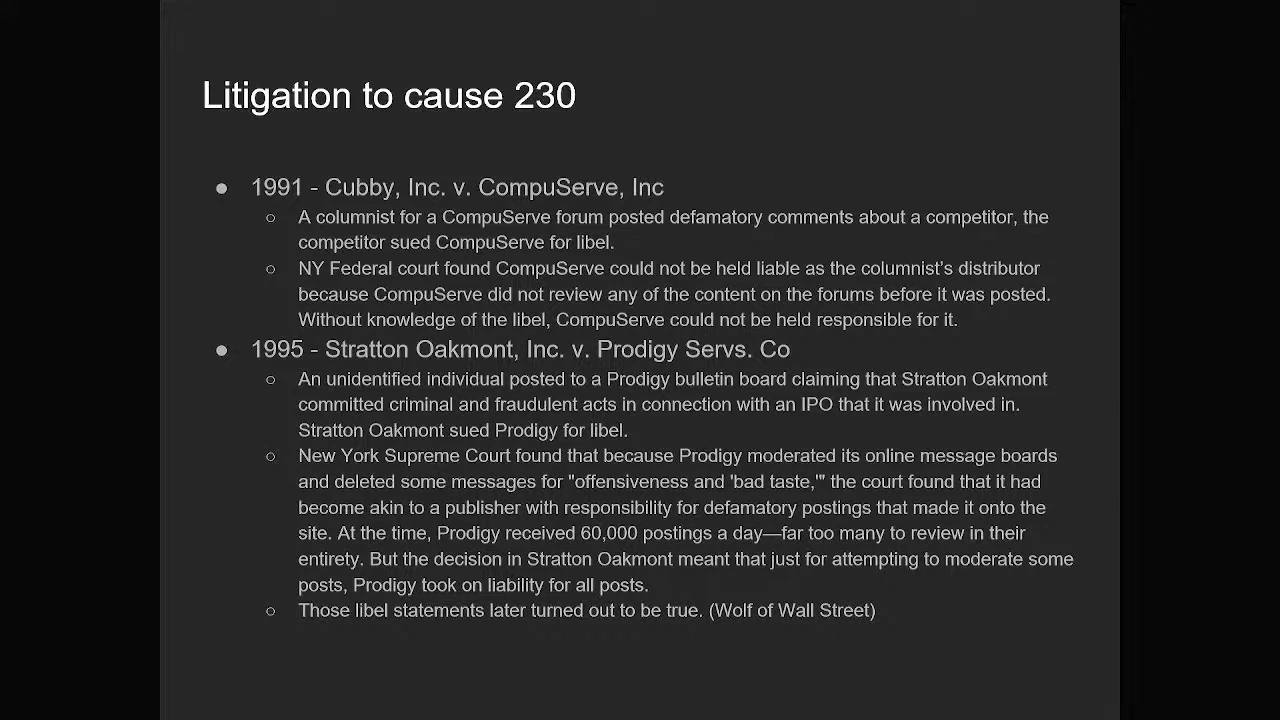 Litigation to cause 230
● 1991 - Cubby, Inc. v. CompuServe, Inc
○ A columnist for a CompuServe forum posted defamatory comments about a competitor, the
competitor sued CompuServe for libel.
○ NY Federal court found CompuServe could not be held liable as the columnist's distributor
because CompuServe did not review any of the content on the forums before it was posted.
Without knowledge of the libel, CompuServe could not be held responsible for it.
● 1995 - Stratton Oakmont, Inc. v. Prodigy Servs. Co
○ An unidentified individual posted to a Prodigy bulletin board claiming that Stratton Oakmont
committed criminal and fraudulent acts in connection with an IPO that it was involved in.
Stratton Oakmont sued Prodigy for libel.
○ New York Supreme Court found that because Prodigy moderated its online message boards
and deleted some messages for "offensiveness and 'bad taste,'" the court found that it had
become akin to a publisher with responsibility for defamatory postings that made it onto the
site. At the time, Prodigy received 60,000 postings a day—far too many to review in their
entirety. But the decision in Stratton Oakmont meant that just for attempting to moderate some
posts, Prodigy took on liability for all posts.
○ Those libel statements later turned out to be true. (Wolf of Wall Street)